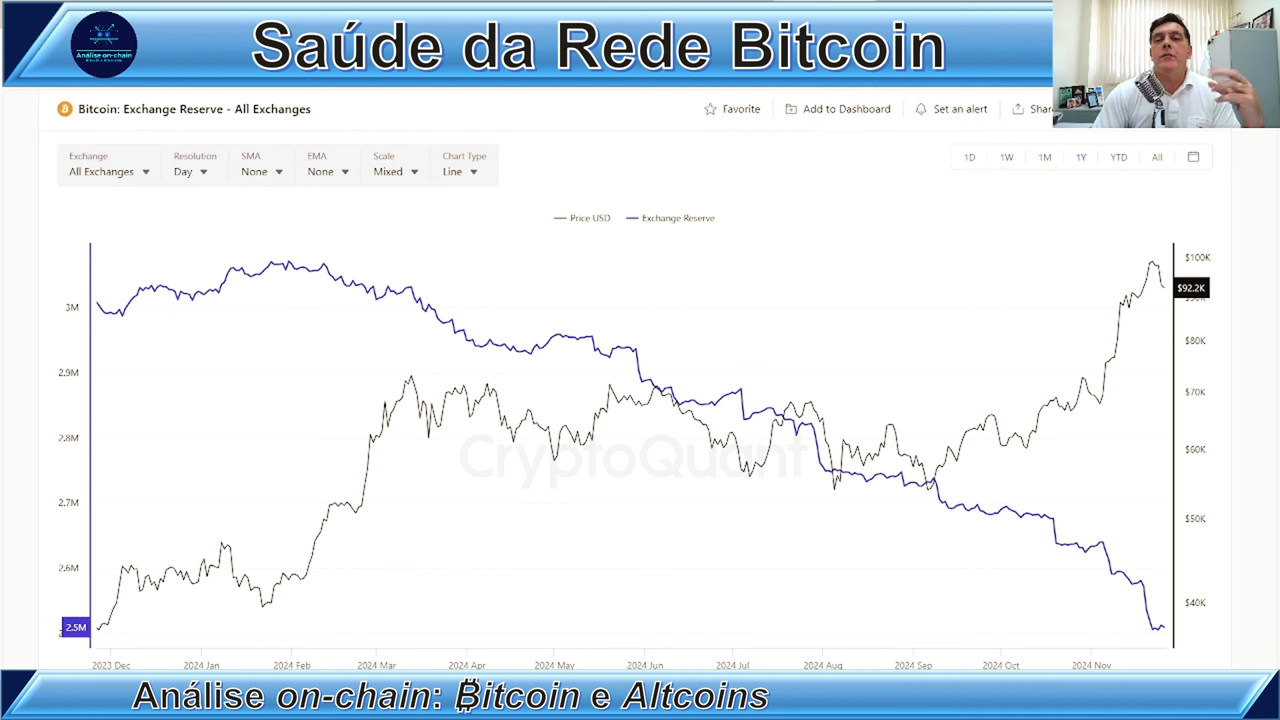 Saúde da Rede Bitcoin
Análise on-chain
Bitcoin: Exchange Reserve - All Exchanges
Favorite
Add to Dashboard
Set an alert
Shar
Exchange
All Exchanges
Resolution
Day
SMA
None
EMA
None
Scale
Mixed
Chart Type
Line
1D 1W 1M 1Y YTD All
Price USD Exchange Reserve
3M
2.9M
2.8M
2.7M
2.6M
2.5M
$100K
$92.2K
$80K
$70K
$60K
$50K
$40K
CryptoQuant
2023 Dec 2024 Jan 2024 Feb 2024 Mar 2024 Apr 2024 May 2024 Jun 2024 Jul 2024 Aug 2024 Sep 2024 Oct 2024 Nov
Análise on-chain: ₿itcoin e Altcoins